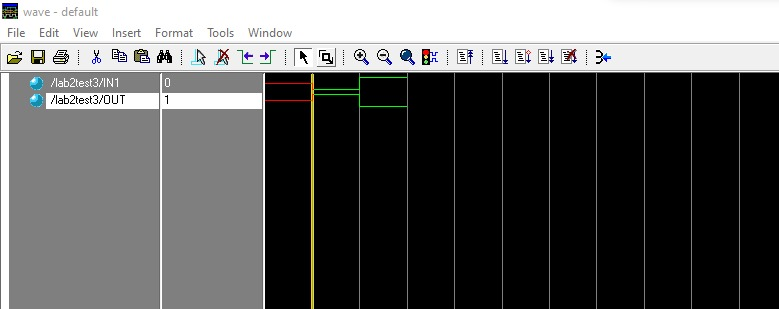 wave - default
File Edit View Insert Format Tools Window
/lab2test3/IN1 0
/lab2test3/OUT 1